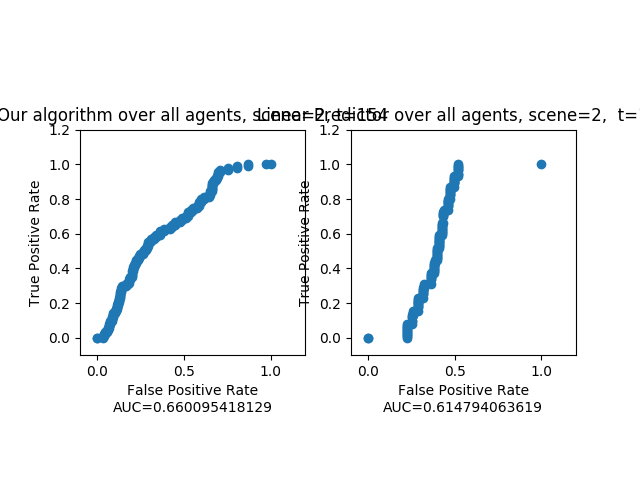 Our algorithm over all agents, scene=2, t=154
Linear Predictor over all agents, scene=2, t=
1.2
1.0
0.8
0.6
0.4
0.2
0.0
True Positive Rate
0.0 0.5 1.0
False Positive Rate
AUC=0.660095418129
1.2
1.0
0.8
0.6
0.4
0.2
0.0
True Positive Rate
0.0 0.5 1.0
False Positive Rate
AUC=0.614794063619